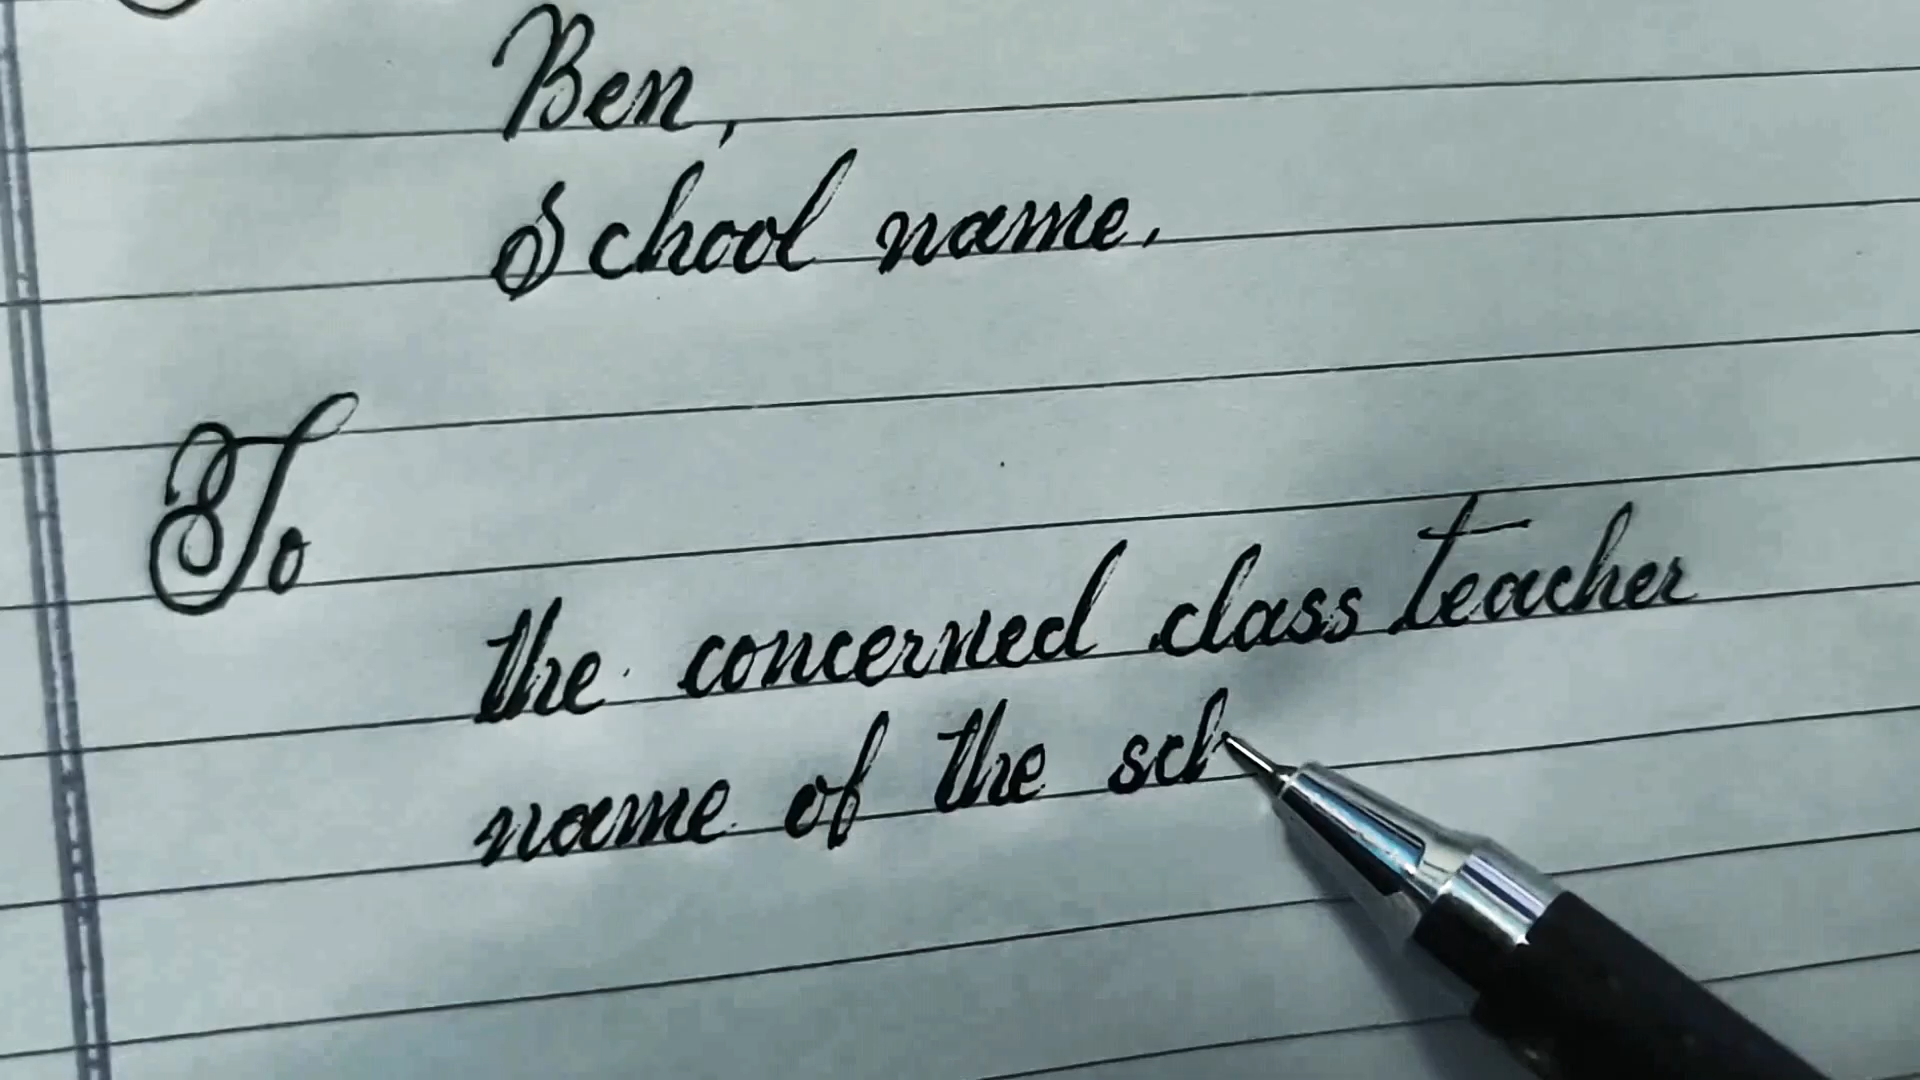 Ben,
School name,
To
the concerned class teacher
name of the sch